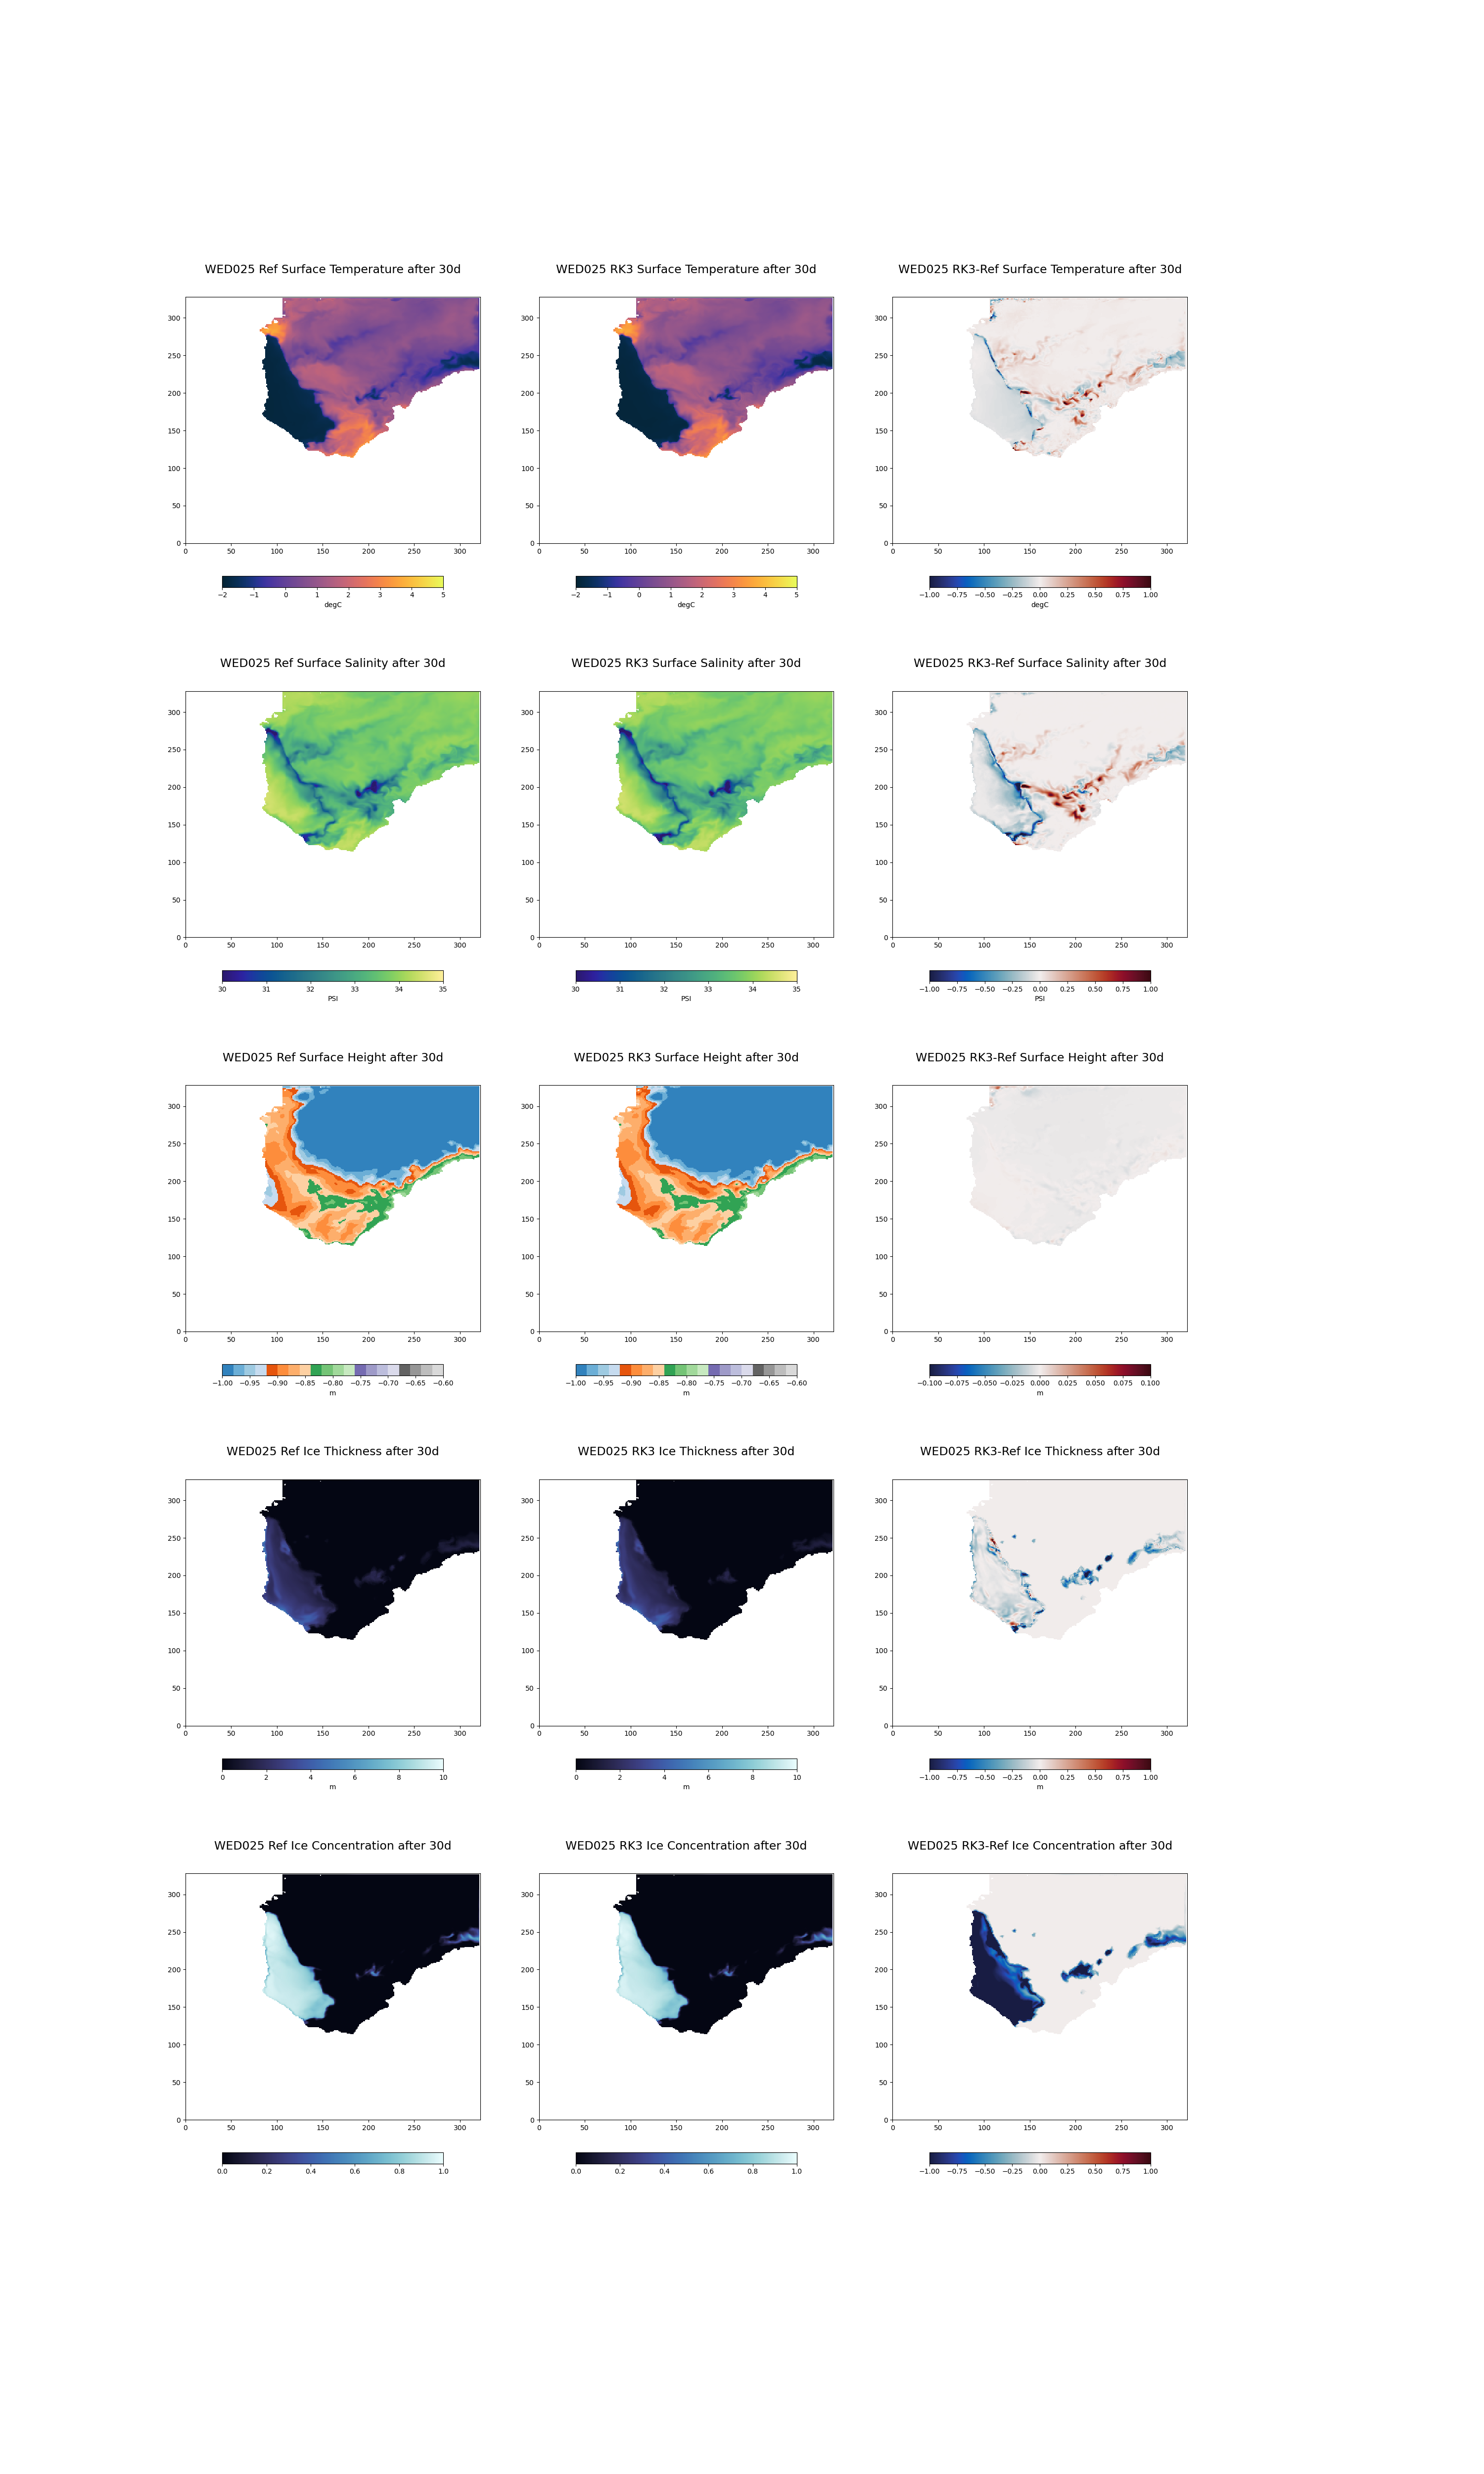 WED025 Ref Surface Temperature after 30d
WED025 RK3 Surface Temperature after 30d
WED025 RK3-Ref Surface Temperature after 30d
300 300 300
250 250 250
200 200 200
150 150 150
100 100 100
50 50 50
0 0 0
0 50 100 150 200 250 300 0 50 100 150 200 250 300 0 50 100 150 200 250 300
−2 −1 0 1 2 3 4 5 −2 −1 0 1 2 3 4 5 −1.00 −0.75 −0.50 −0.25 0.00 0.25 0.50 0.75 1.00
degC degC degC
WED025 Ref Surface Salinity after 30d
WED025 RK3 Surface Salinity after 30d
WED025 RK3-Ref Surface Salinity after 30d
300 300 300
250 250 250
200 200 200
150 150 150
100 100 100
50 50 50
0 0 0
0 50 100 150 200 250 300 0 50 100 150 200 250 300 0 50 100 150 200 250 300
30 31 32 33 34 35 30 31 32 33 34 35 −1.00 −0.75 −0.50 −0.25 0.00 0.25 0.50 0.75 1.00
PSI PSI PSI
WED025 Ref Surface Height after 30d
WED025 RK3 Surface Height after 30d
WED025 RK3-Ref Surface Height after 30d
300 300 300
250 250 250
200 200 200
150 150 150
100 100 100
50 50 50
0 0 0
0 50 100 150 200 250 300 0 50 100 150 200 250 300 0 50 100 150 200 250 300
−1.00 −0.95 −0.90 −0.85 −0.80 −0.75 −0.70 −0.65 −0.60 −1.00 −0.95 −0.90 −0.85 −0.80 −0.75 −0.70 −0.65 −0.60 −0.100 −0.075 −0.050 −0.025 0.000 0.025 0.050 0.075 0.100
m m m
WED025 Ref Ice Thickness after 30d
WED025 RK3 Ice Thickness after 30d
WED025 RK3-Ref Ice Thickness after 30d
300 300 300
250 250 250
200 200 200
150 150 150
100 100 100
50 50 50
0 0 0
0 50 100 150 200 250 300 0 50 100 150 200 250 300 0 50 100 150 200 250 300
0 2 4 6 8 10 0 2 4 6 8 10 −1.00 −0.75 −0.50 −0.25 0.00 0.25 0.50 0.75 1.00
m m m
WED025 Ref Ice Concentration after 30d
WED025 RK3 Ice Concentration after 30d
WED025 RK3-Ref Ice Concentration after 30d
300 300 300
250 250 250
200 200 200
150 150 150
100 100 100
50 50 50
0 0 0
0 50 100 150 200 250 300 0 50 100 150 200 250 300 0 50 100 150 200 250 300
0.0 0.2 0.4 0.6 0.8 1.0 0.0 0.2 0.4 0.6 0.8 1.0 −1.00 −0.75 −0.50 −0.25 0.00 0.25 0.50 0.75 1.00